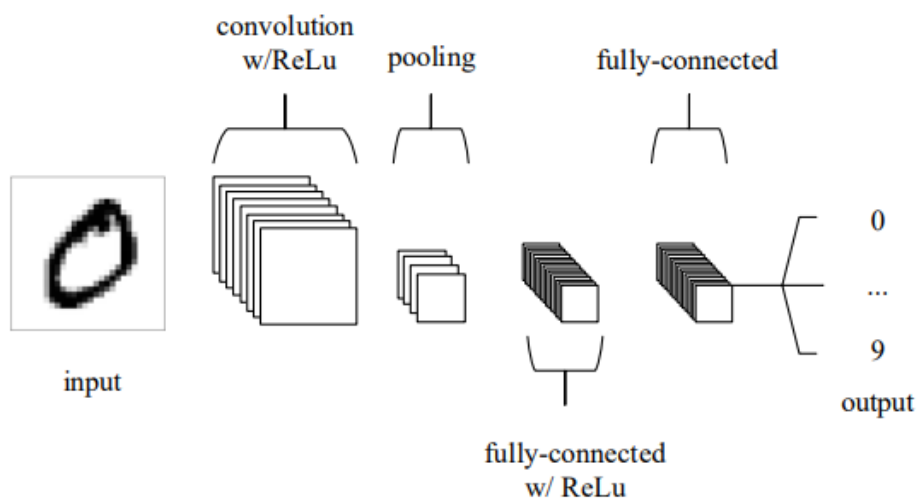 convolution
w/ReLu
pooling
fully-connected
0
...
9
input
output
fully-connected
w/ ReLu